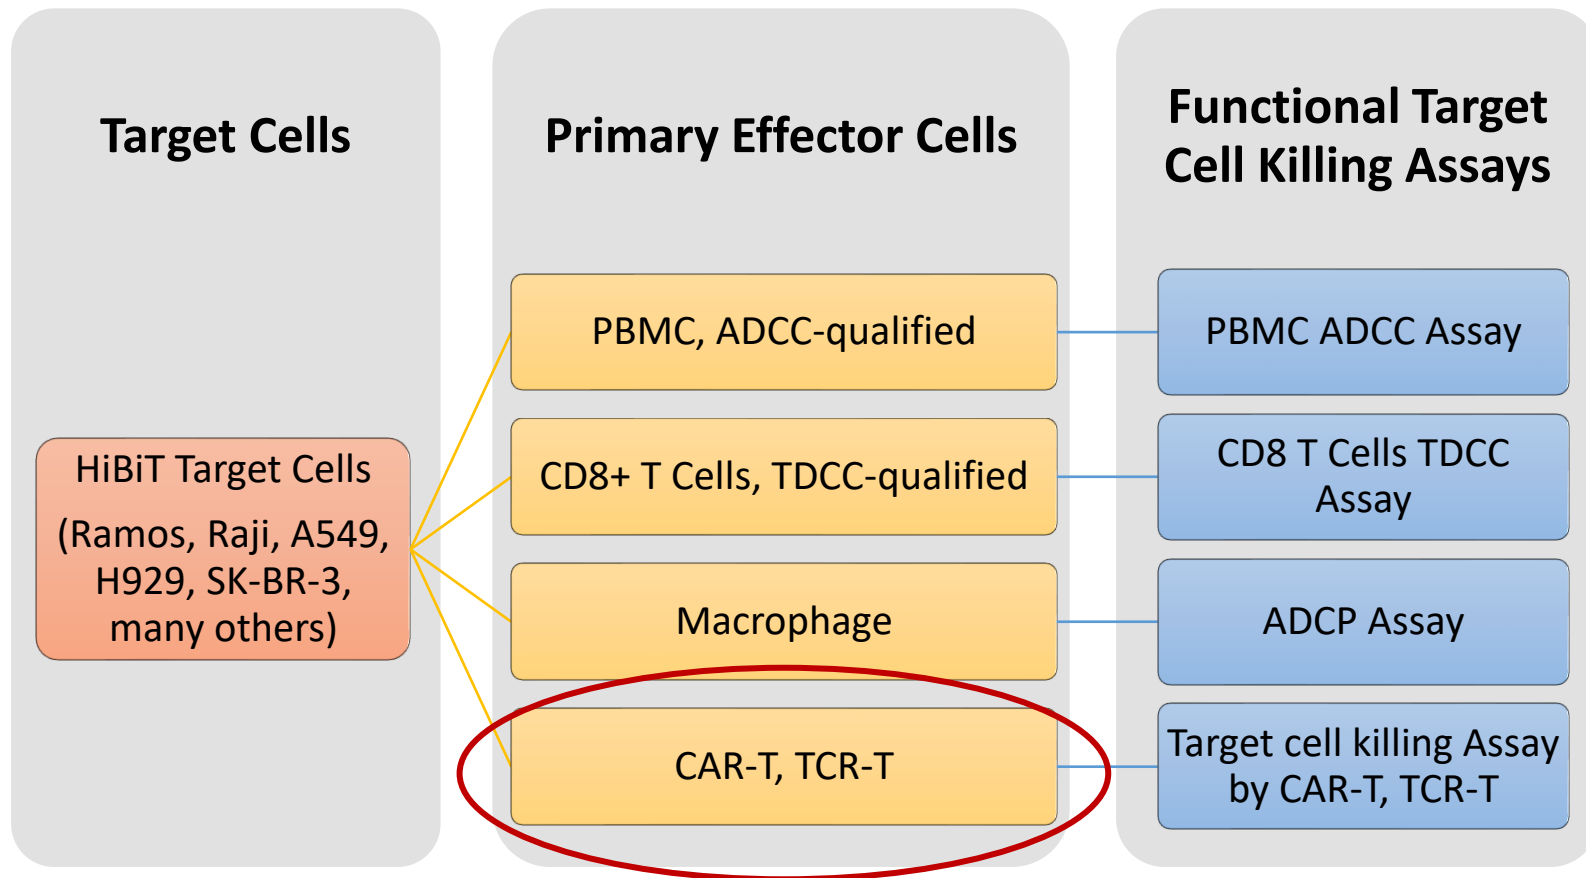 Target Cells
Primary Effector Cells
Functional Target
Cell Killing Assays
HiBiT Target Cells
(Ramos, Raji, A549,
H929, SK-BR-3,
many others)
PBMC, ADCC-qualified
PBMC ADCC Assay
CD8+ T Cells, TDCC-qualified
CD8 T Cells TDCC
Assay
Macrophage
ADCP Assay
CAR-T, TCR-T
Target cell killing Assay
by CAR-T, TCR-T